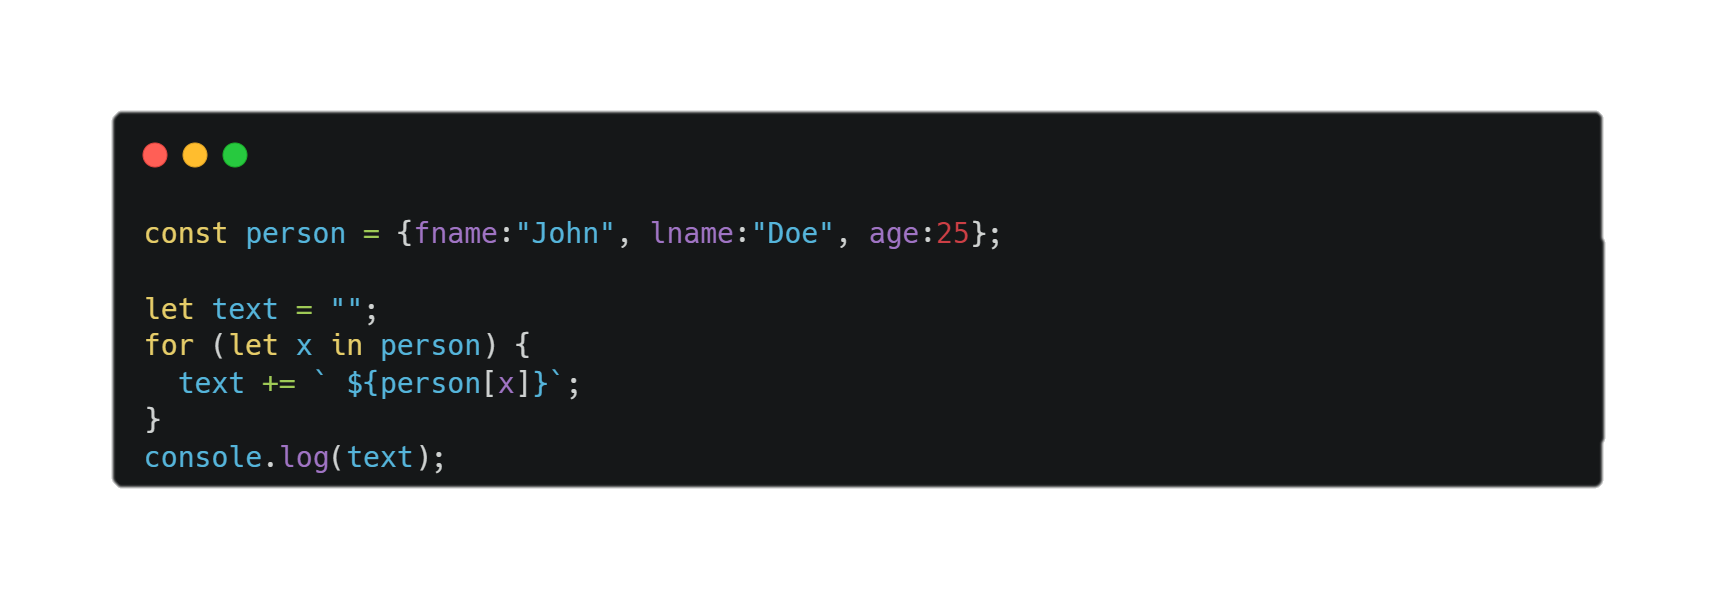 const person = {fname:"John", lname:"Doe", age:25};
let text = "";
for (let x in person) {
  text += ` ${person[x]}`;
}
console.log(text);